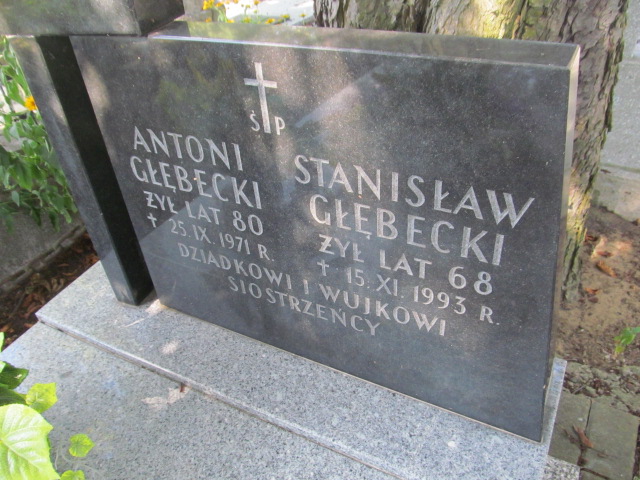 Ś P
ANTONI
GŁĘBECKI
ŻYŁ LAT 80
† 25.IX.1971 R.
STANISŁAW
GŁĘBECKI
ŻYŁ LAT 68
† 15.XI.1993 R.
DZIADKOWI I WUJKOWI
SIOSTRZEŃCY